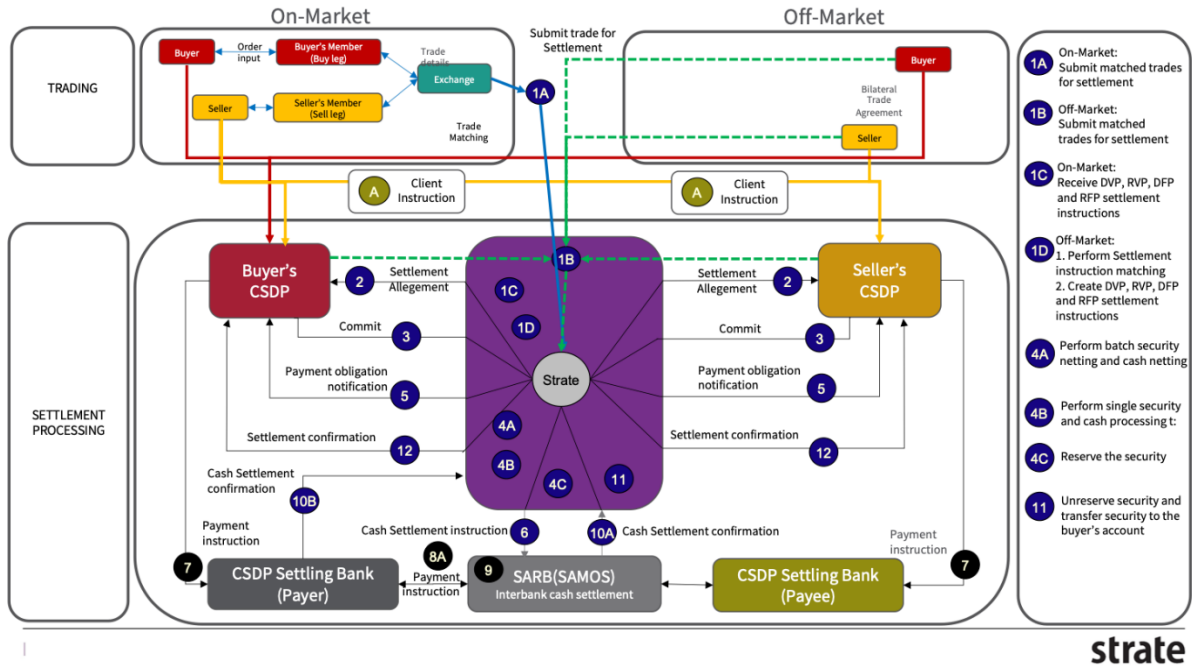 On-Market
Off-Market
TRADING
Buyer
Order
input
Buyer's Member
(Buy leg)
Trade
details
Exchange
Seller
Seller's Member
(Sell leg)
Trade
Matching
Submit trade for
Settlement
1A
Buyer
Bilateral
Trade
Agreement
Seller
A
Client
Instruction
A
Client
Instruction
SETTLEMENT
PROCESSING
Buyer's
CSDP
Seller's
CSDP
1B
1C
1D
Strate
4A
4B
4C
11
2
Settlement
Allegement
Commit
3
Payment obligation
notification
5
Settlement confirmation
12
Cash Settlement
confirmation
10B
Payment
instruction
7
Settlement
Allegement
2
Commit
3
Payment obligation
notification
5
Settlement confirmation
12
Cash Settlement instruction
6
10A
Cash Settlement confirmation
Payment
instruction
7
8A
Payment
instruction
CSDP Settling Bank
(Payer)
9
SARB(SAMOS)
Interbank cash settlement
CSDP Settling Bank
(Payee)
1A
On-Market:
Submit matched trades
for settlement
1B
Off-Market:
Submit matched
trades for settlement
1C
On-Market:
Receive DVP, RVP, DFP
and RFP settlement
instructions
1D
Off-Market:
1. Perform Settlement
instruction matching
2. Create DVP, RVP, DFP
and RFP settlement
instructions
4A
Perform batch security
netting and cash netting
4B
Perform single security
and cash processing t:
4C
Reserve the security
11
Unreserve security and
transfer security to the
buyer's account
strate